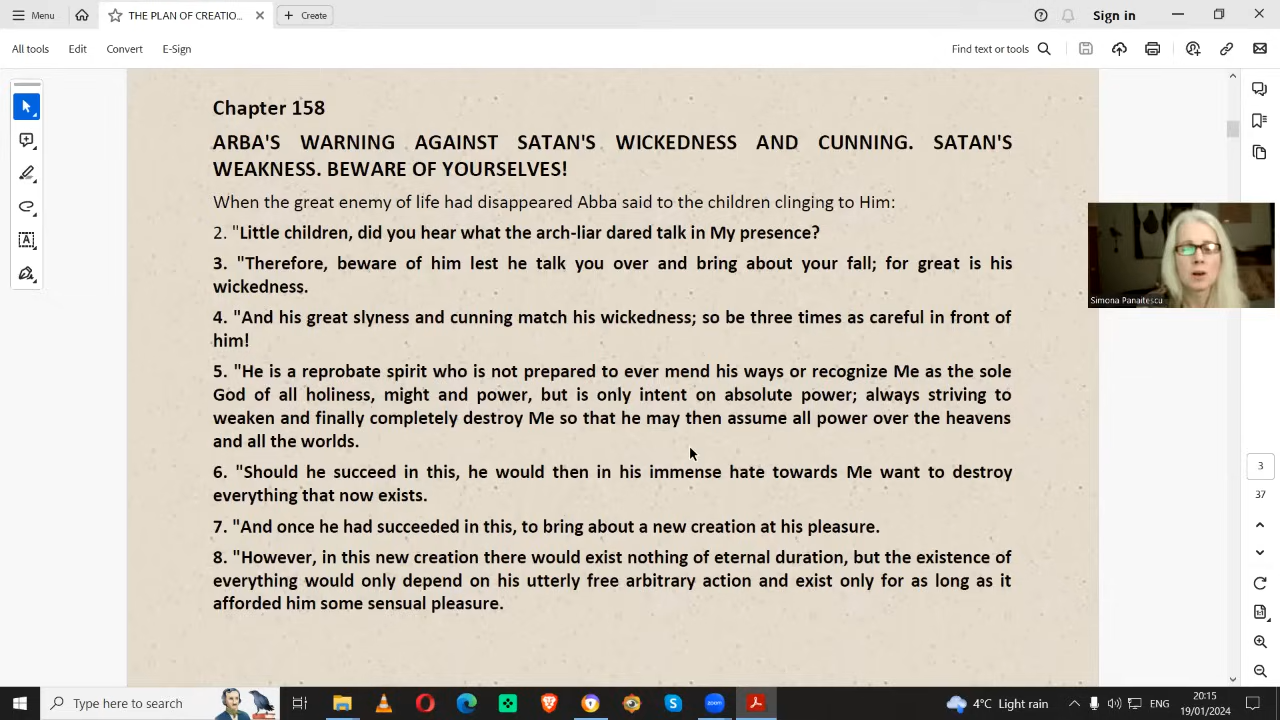 Menu
THE PLAN OF CREATIO...
Create
Sign in
All tools
Edit
Convert
E-Sign
Find text or tools
Chapter 158
ARBA'S WARNING AGAINST SATAN'S WICKEDNESS AND CUNNING. SATAN'S
WEAKNESS. BEWARE OF YOURSELVES!
When the great enemy of life had disappeared Abba said to the children clinging to Him:
2. "Little children, did you hear what the arch-liar dared talk in My presence?
3. "Therefore, beware of him lest he talk you over and bring about your fall; for great is his
wickedness.
4. "And his great slyness and cunning match his wickedness; so be three times as careful in front of
him!
5. "He is a reprobate spirit who is not prepared to ever mend his ways or recognize Me as the sole
God of all holiness, might and power, but is only intent on absolute power; always striving to
weaken and finally completely destroy Me so that he may then assume all power over the heavens
and all the worlds.
6. "Should he succeed in this, he would then in his immense hate towards Me want to destroy
everything that now exists.
7. "And once he had succeeded in this, to bring about a new creation at his pleasure.
8. "However, in this new creation there would exist nothing of eternal duration, but the existence of
everything would only depend on his utterly free arbitrary action and exist only for as long as it
afforded him some sensual pleasure.
Simona Panaitescu
3
37
Type here to search
zoom
4°C Light rain
ENG
20:15
19/01/2024